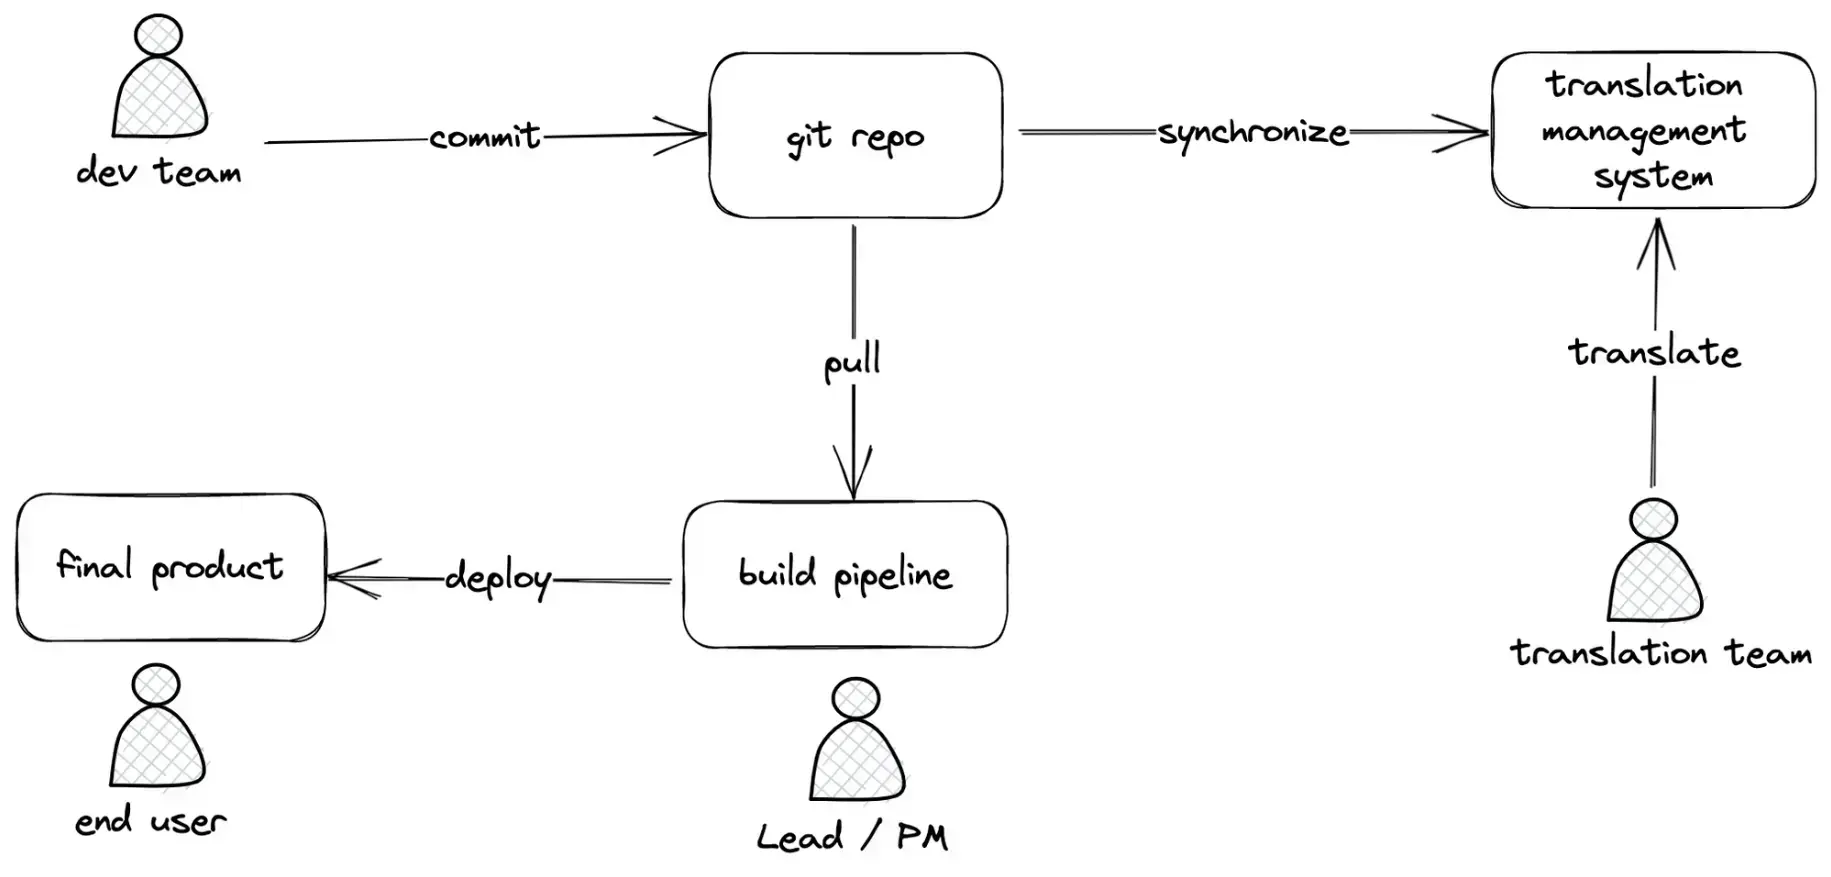 dev team
commit
git repo
synchronize
translation
management
system
pull
translate
final product
deploy
build pipeline
translation team
end user
Lead / PM